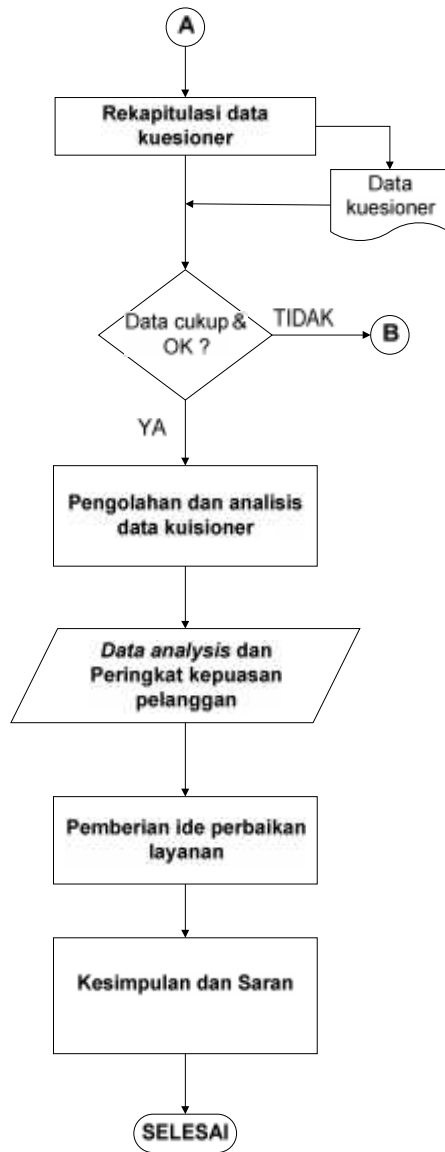 A
Rekapitulasi data
kuesioner
Data
kuesioner
Data cukup &
OK ?
TIDAK
B
YA
Pengolahan dan analisis
data kuisioner
Data analysis dan
Peringkat kepuasan
pelanggan
Pemberian ide perbaikan
layanan
Kesimpulan dan Saran
SELESAI